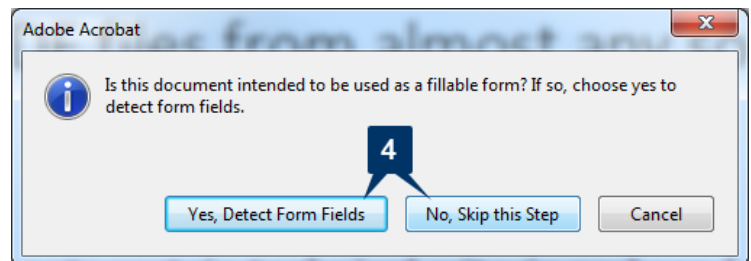 Adobe Acrobat
Is this document intended to be used as a fillable form? If so, choose yes to
detect form fields.
4
Yes, Detect Form Fields
No, Skip this Step
Cancel